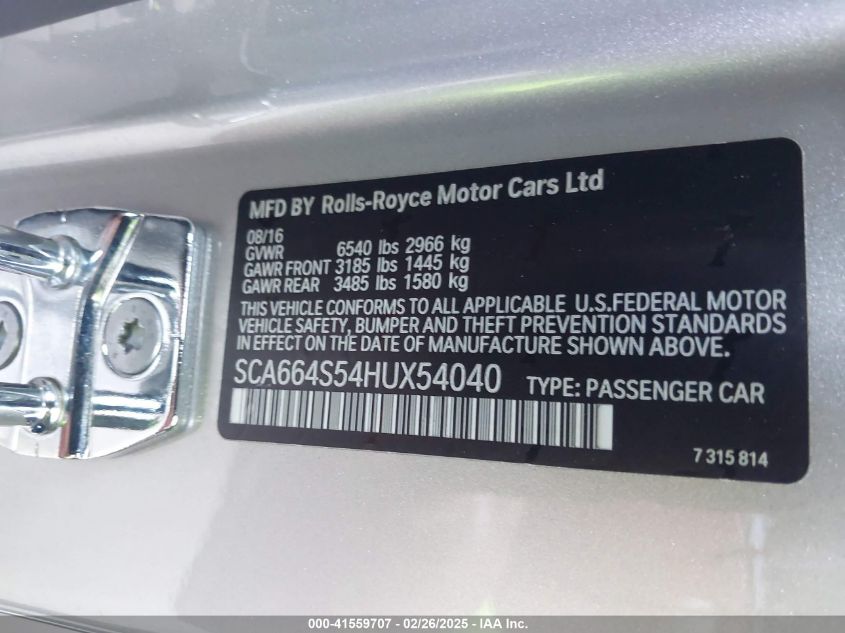 MFD BY Rolls-Royce Motor Cars Ltd
08/16
GVWR 6540 lbs 2966 kg
GAWR FRONT 3185 lbs 1445 kg
GAWR REAR 3485 lbs 1580 kg
THIS VEHICLE CONFORMS TO ALL APPLICABLE U.S.FEDERAL MOTOR
VEHICLE SAFETY, BUMPER AND THEFT PREVENTION STANDARDS
IN EFFECT ON THE DATE OF MANUFACTURE SHOWN ABOVE:
SCA664S54HUX54040 TYPE: PASSENGER CAR
7 315 814
000-41559707 - 02/26/2025 - IAA Inc.